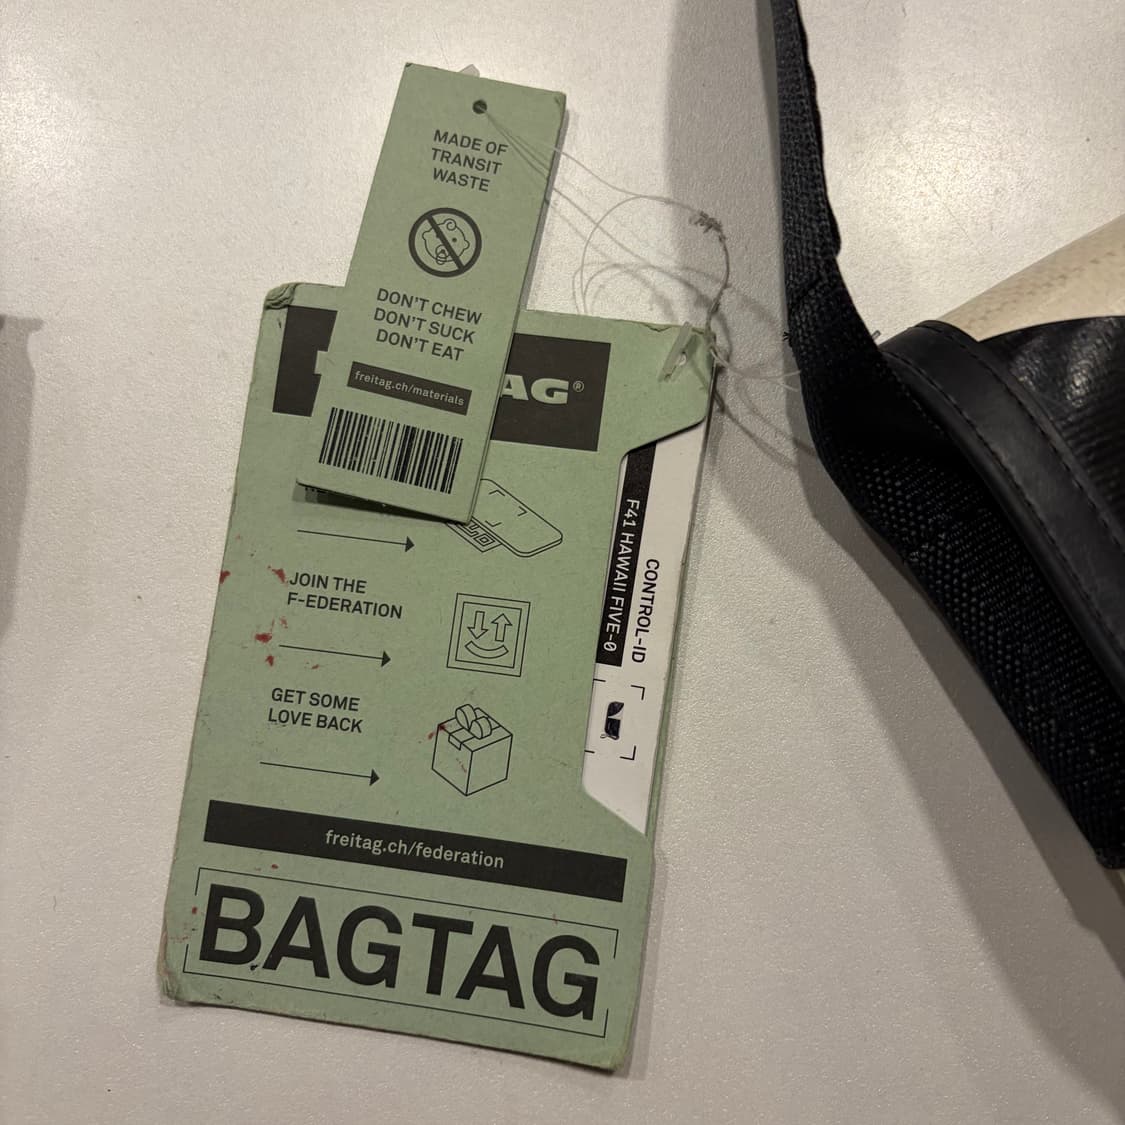 MADE OF
TRANSIT
WASTE
DON'T CHEW
DON'T SUCK
DON'T EAT
freitag.ch/materials
AG®
JOIN THE
F-EDERATION
GET SOME
LOVE BACK
freitag.ch/federation
BAGTAG
CONTROL-ID
F41 HAWAII FIVE-0